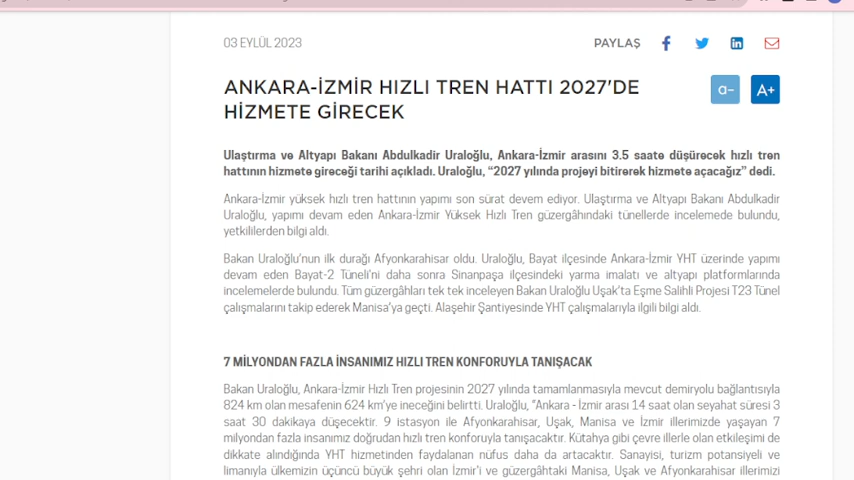 03 EYLÜL 2023
PAYLAŞ
ANKARA-İZMİR HIZLI TREN HATTI 2027'DE
HİZMETE GİRECEK
a-
A+
Ulaştırma ve Altyapı Bakanı Abdulkadir Uraloğlu, Ankara-İzmir arasını 3.5 saate düşürecek hızlı tren
hattının hizmete gireceği tarihi açıkladı. Uraloğlu, “2027 yılında projeyi bitirerek hizmete açacağız” dedi.
Ankara-İzmir yüksek hızlı tren hattının yapımı son sürat devem ediyor. Ulaştırma ve Altyapı Bakanı Abdulkadir
Uraloğlu, yapımı devam eden Ankara-İzmir Yüksek Hızlı Tren güzergâhındaki tünellerde incelemede bulundu,
yetkililerden bilgi aldı.
Bakan Uraloğlu'nun ilk durağı Afyonkarahisar oldu. Uraloğlu, Bayat ilçesinde Ankara-İzmir YHT üzerinde yapımı
devam eden Bayat-2 Tüneli'ni daha sonra Sinanpaşa ilçesindeki yarma imalatı ve altyapı platformlarında
incelemelerde bulundu. Tüm güzergâhları tek tek inceleyen Bakan Uraloğlu Uşak'ta Eşme Salihli Projesi T23 Tünel
çalışmalarını takip ederek Manisa'ya geçti. Alaşehir Şantiyesinde YHT çalışmalarıyla ilgili bilgi aldı.
7 MİLYONDAN FAZLA İNSANIMIZ HIZLI TREN KONFORUYLA TANIŞACAK
Bakan Uraloğlu, Ankara-İzmir Hızlı Tren projesinin 2027 yılında tamamlanmasıyla mevcut demiryolu bağlantısıyla
824 km olan mesafenin 624 km'ye ineceğini belirtti. Uraloğlu, “Ankara - İzmir arası 14 saat olan seyahat süresi 3
saat 30 dakikaya düşecektir. 9 istasyon ile Afyonkarahisar, Uşak, Manisa ve İzmir illerimizde yaşayan 7
milyondan fazla insanımız doğrudan hızlı tren konforuyla tanışacaktır. Kütahya gibi çevre illerle olan etkileşimi de
dikkate alındığında YHT hizmetinden faydalanan nüfus daha da artacaktır. Sanayisi, turizm potansiyeli ve
limanıyla ülkemizin üçüncü büyük şehri olan İzmir'i ve güzergahtaki Manisa, Uşak ve Afyonkarahisar illerimizi